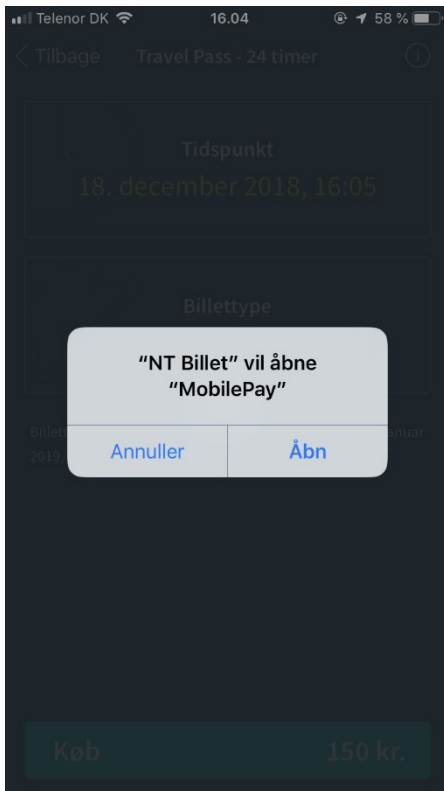 Telenor DK 16.04 58 %
Tilbage Travel Pass - 24 timer
Tidspunkt
18. december 2018, 16:05
Billettype
“NT Billet” vil åbne
“MobilePay”
Annuller Åbn
2019,
Køb 150 kr.